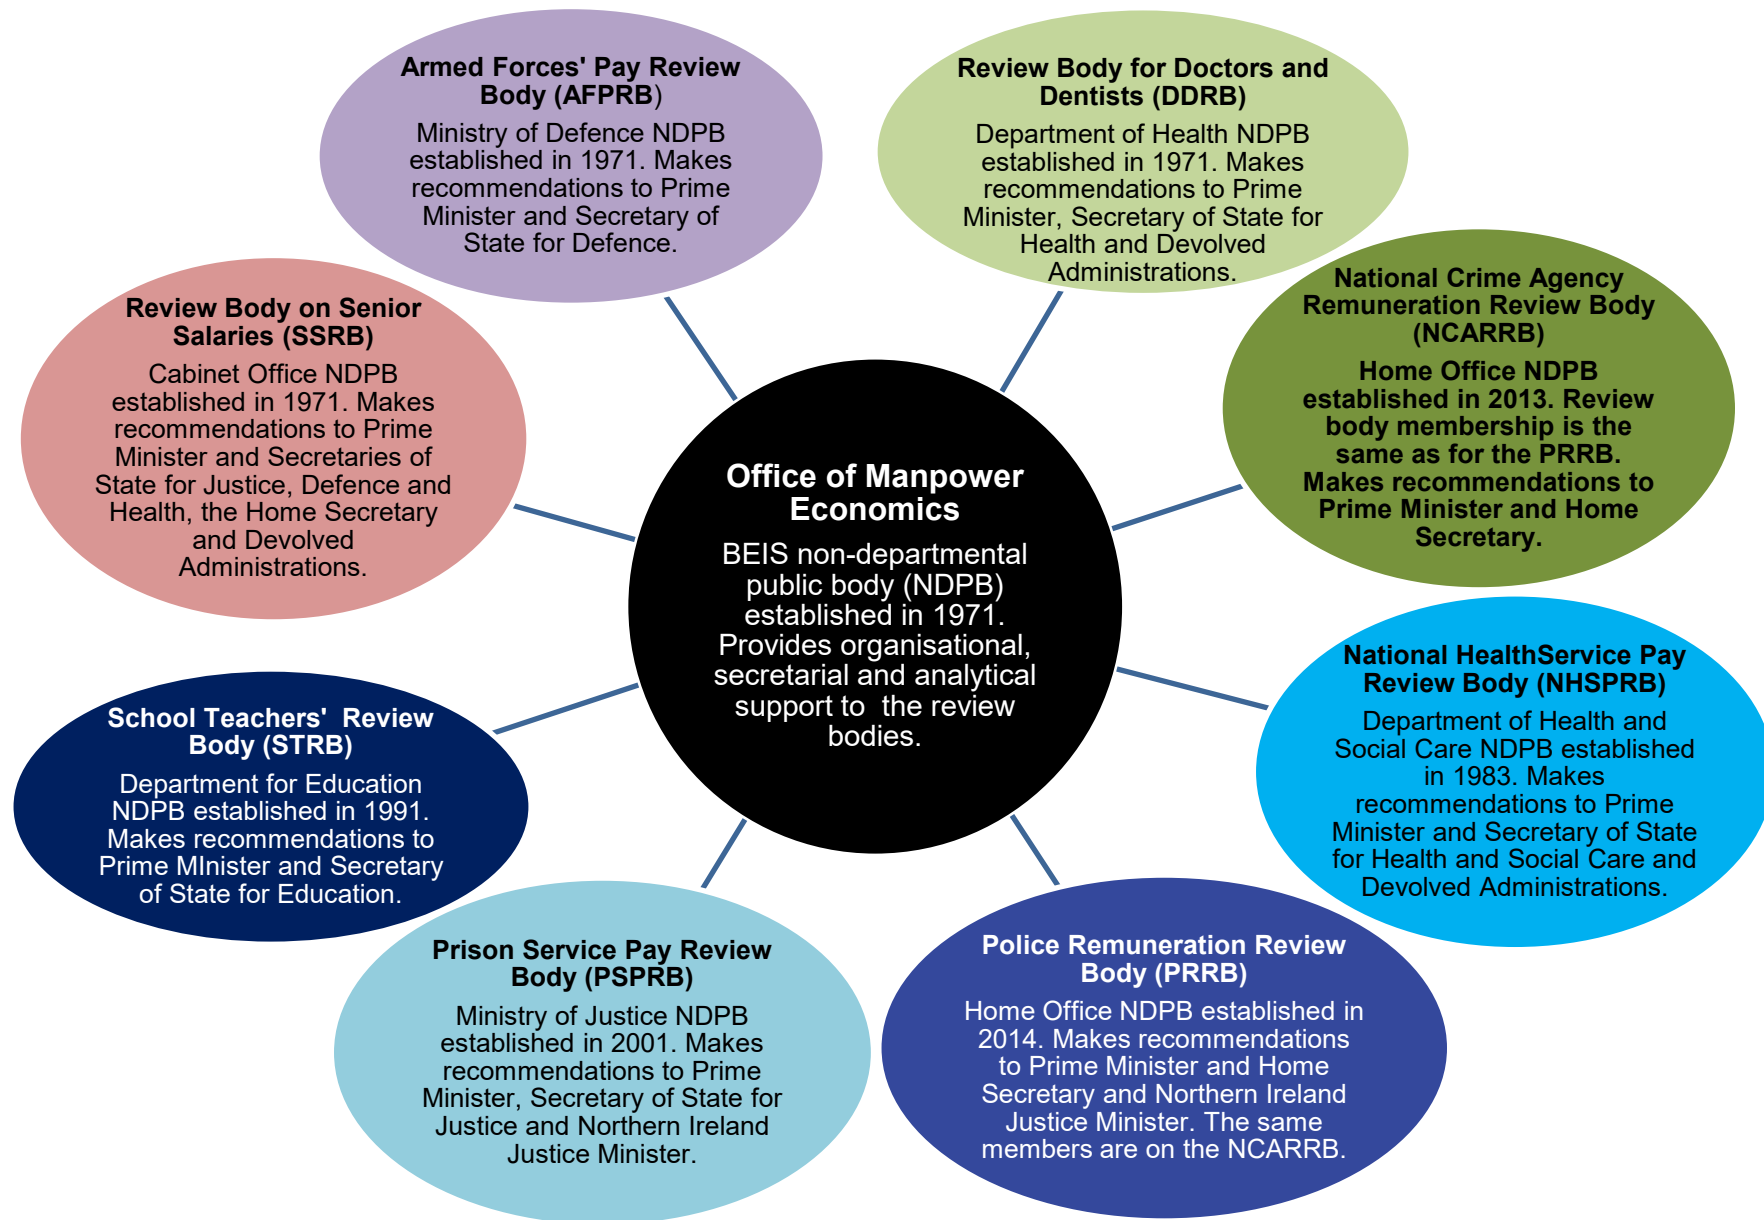 Armed Forces' Pay Review
Body (AFPRB)
Ministry of Defence NDPB
established in 1971. Makes
recommendations to Prime
Minister and Secretary of
State for Defence.
Review Body for Doctors and
Dentists (DDRB)
Department of Health NDPB
established in 1971. Makes
recommendations to Prime
Minister, Secretary of State for
Health and Devolved
Administrations.
National Crime Agency
Remuneration Review Body
(NCARRB)
Home Office NDPB
established in 2013. Review
body membership is the
same as for the PRRB.
Makes recommendations to
Prime Minister and Home
Secretary.
National HealthService Pay
Review Body (NHSPRB)
Department of Health and
Social Care NDPB established
in 1983. Makes
recommendations to Prime
Minister and Secretary of State
for Health and Social Care and
Devolved Administrations.
Police Remuneration Review
Body (PRRB)
Home Office NDPB established in
2014. Makes recommendations
to Prime Minister and Home
Secretary and Northern Ireland
Justice Minister. The same
members are on the NCARRB.
Prison Service Pay Review
Body (PSPRB)
Ministry of Justice NDPB
established in 2001. Makes
recommendations to Prime
Minister, Secretary of State for
Justice and Northern Ireland
Justice Minister.
School Teachers' Review
Body (STRB)
Department for Education
NDPB established in 1991.
Makes recommendations to
Prime MInister and Secretary
of State for Education.
Review Body on Senior
Salaries (SSRB)
Cabinet Office NDPB
established in 1971. Makes
recommendations to Prime
Minister and Secretaries of
State for Justice, Defence and
Health, the Home Secretary
and Devolved
Administrations.
Office of Manpower
Economics
BEIS non-departmental
public body (NDPB)
established in 1971.
Provides organisational,
secretarial and analytical
support to the review
bodies.